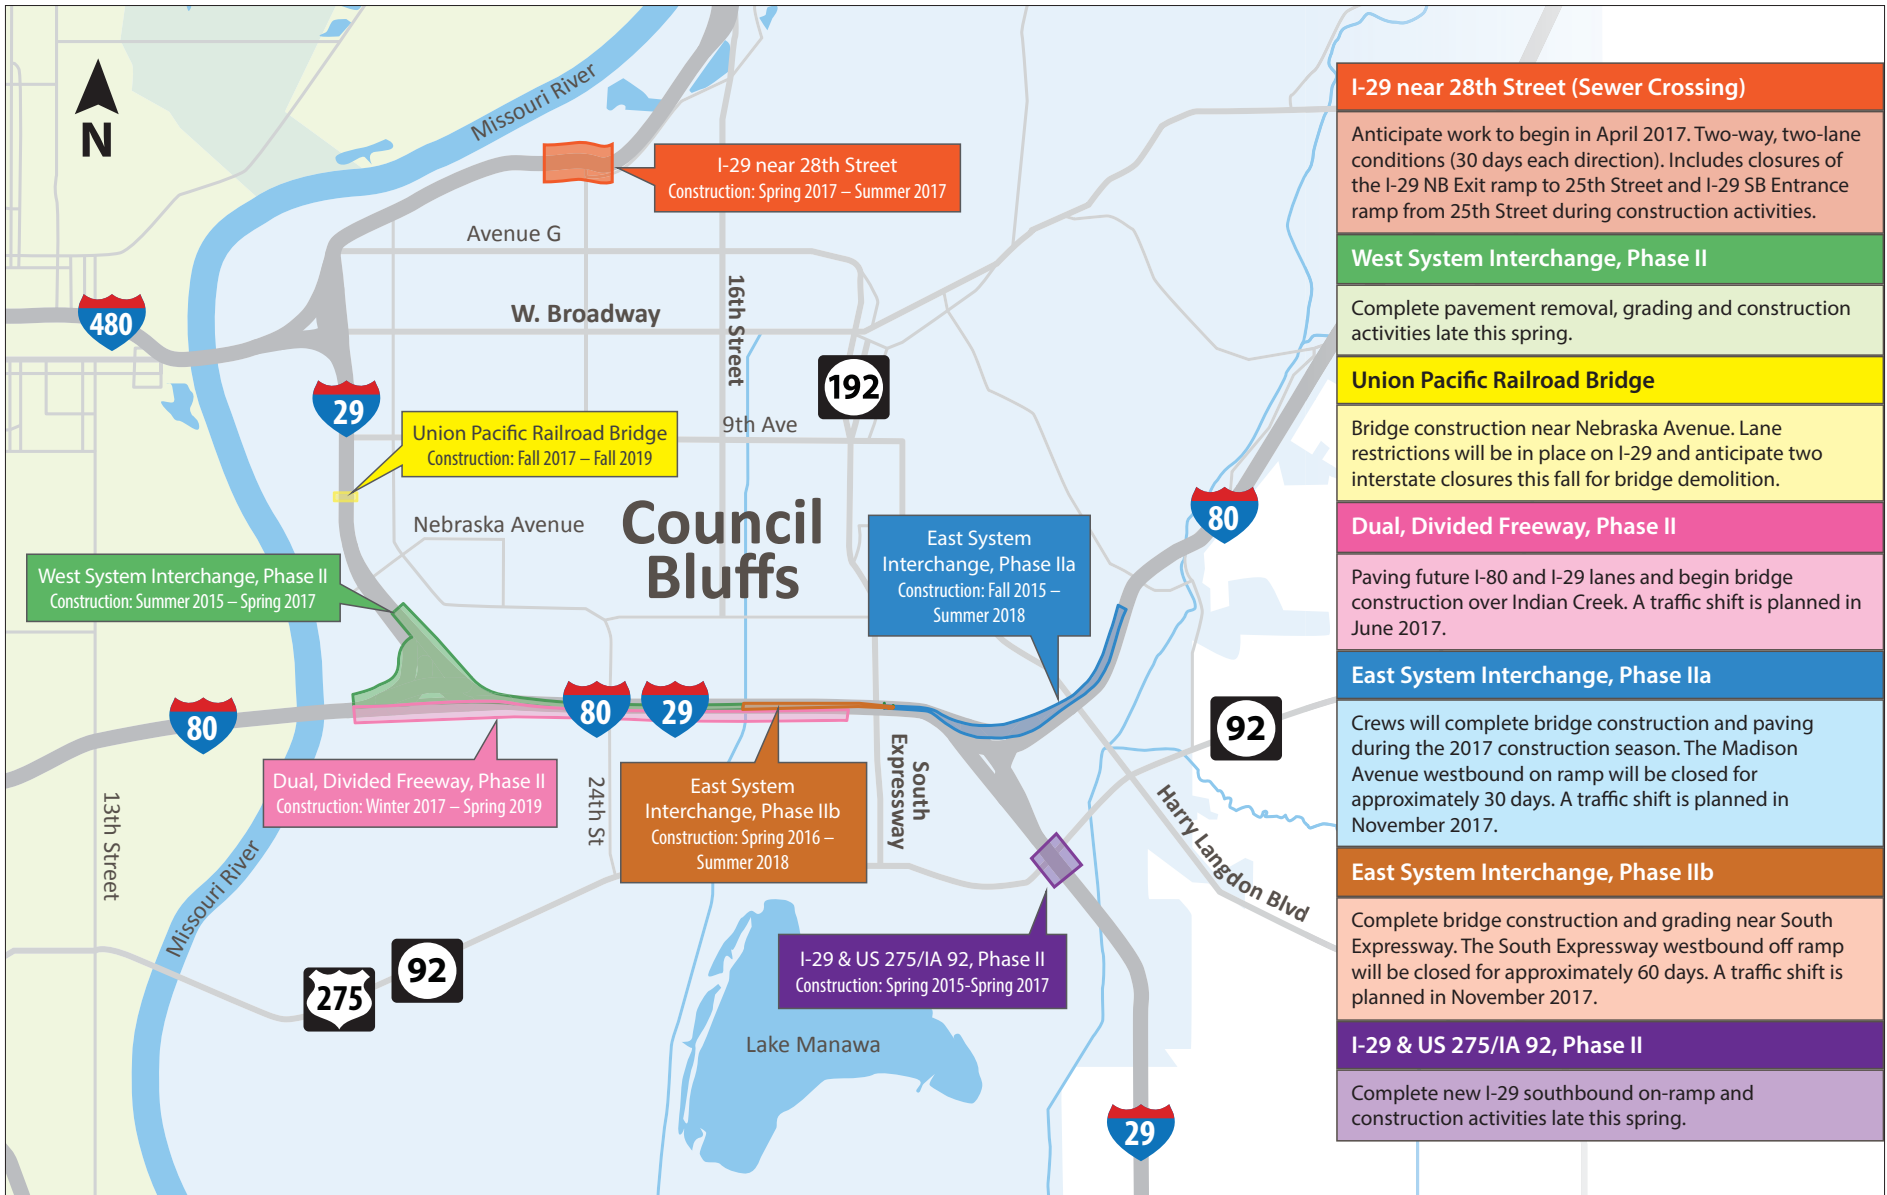 N
Missouri River
I-29 near 28th Street
Construction: Spring 2017 – Summer 2017
Avenue G
W. Broadway
16th Street
480
29
192
9th Ave
Union Pacific Railroad Bridge
Construction: Fall 2017 – Fall 2019
Nebraska Avenue
Council
Bluffs
80
East System
Interchange, Phase IIa
Construction: Fall 2015 –
Summer 2018
West System Interchange, Phase II
Construction: Summer 2015 – Spring 2017
80
80
29
92
Dual, Divided Freeway, Phase II
Construction: Winter 2017 – Spring 2019
East System
Interchange, Phase IIb
Construction: Spring 2016 –
Summer 2018
13th Street
24th St
South
Expressway
Harry Langdon Blvd
Missouri River
275
92
I-29 & US 275/IA 92, Phase II
Construction: Spring 2015-Spring 2017
Lake Manawa
29
I-29 near 28th Street (Sewer Crossing)
Anticipate work to begin in April 2017. Two-way, two-lane
conditions (30 days each direction). Includes closures of
the I-29 NB Exit ramp to 25th Street and I-29 SB Entrance
ramp from 25th Street during construction activities.
West System Interchange, Phase II
Complete pavement removal, grading and construction
activities late this spring.
Union Pacific Railroad Bridge
Bridge construction near Nebraska Avenue. Lane
restrictions will be in place on I-29 and anticipate two
interstate closures this fall for bridge demolition.
Dual, Divided Freeway, Phase II
Paving future I-80 and I-29 lanes and begin bridge
construction over Indian Creek. A traffic shift is planned in
June 2017.
East System Interchange, Phase IIa
Crews will complete bridge construction and paving
during the 2017 construction season. The Madison
Avenue westbound on ramp will be closed for
approximately 30 days. A traffic shift is planned in
November 2017.
East System Interchange, Phase IIb
Complete bridge construction and grading near South
Expressway. The South Expressway westbound off ramp
will be closed for approximately 60 days. A traffic shift is
planned in November 2017.
I-29 & US 275/IA 92, Phase II
Complete new I-29 southbound on-ramp and
construction activities late this spring.